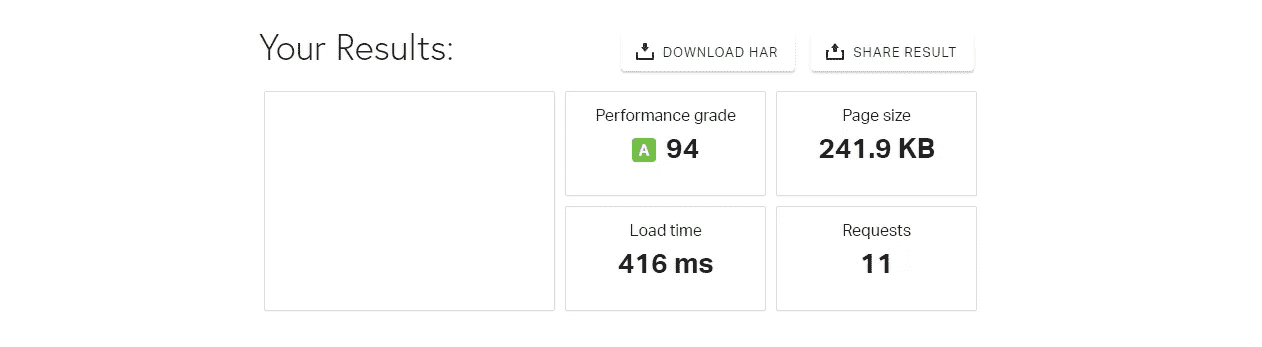 Your Results:
DOWNLOAD HAR
SHARE RESULT
Performance grade
A 94
Page size
241.9 KB
Load time
416 ms
Requests
11